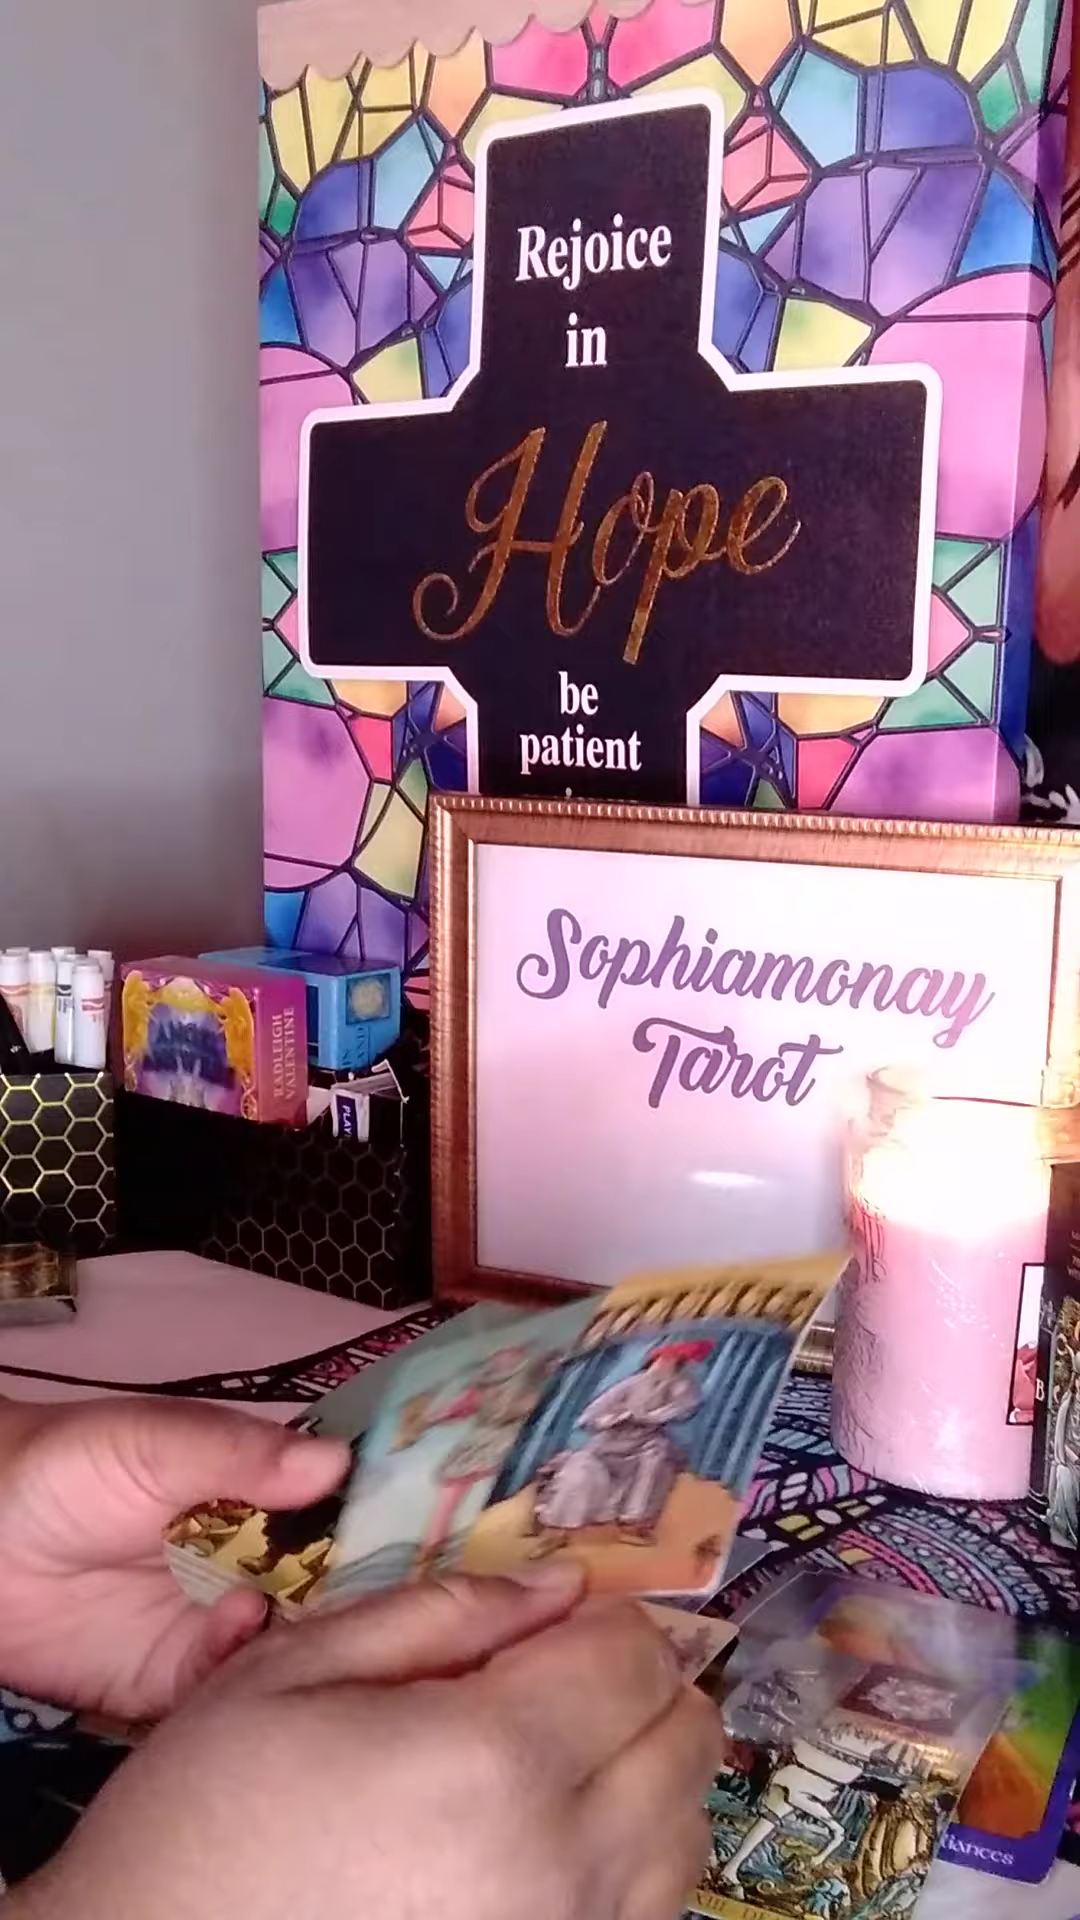 Rejoice
in
Hope
be
patient
Sophiamonay
Tarot
RADLEIGH
VALENTINE